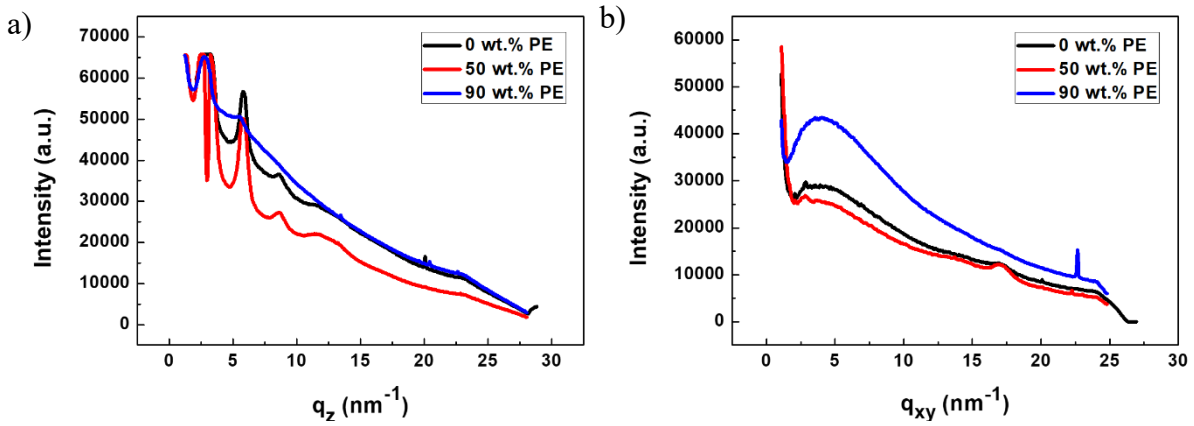 a)
70000
60000
50000
40000
30000
20000
10000
0
Intensity (a.u.)
0 wt.% PE
50 wt.% PE
90 wt.% PE
0 5 10 15 20 25 30
q_z (nm⁻¹)
b)
60000
50000
40000
30000
20000
10000
0
Intensity (a.u.)
0 wt.% PE
50 wt.% PE
90 wt.% PE
0 5 10 15 20 25 30
q_xy (nm⁻¹)